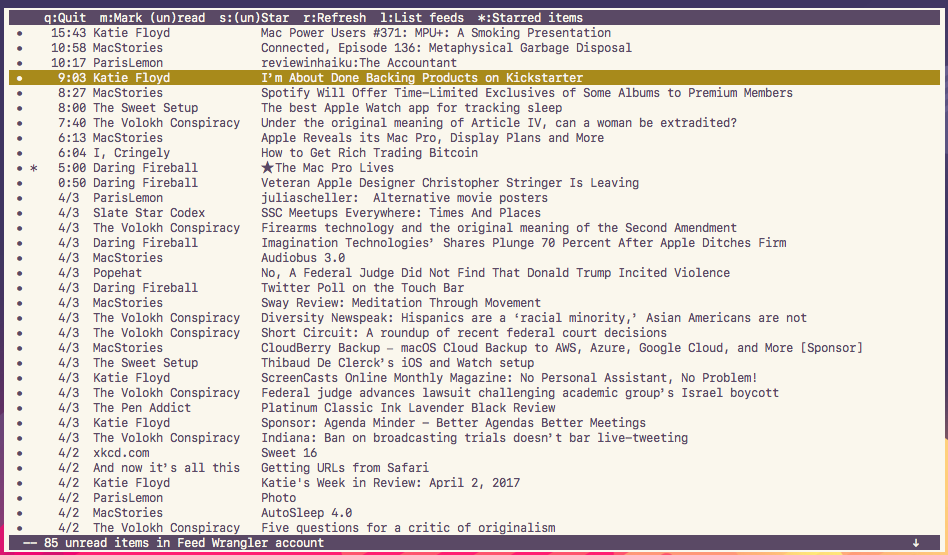 q:Quit m:Mark (un)read s:(un)Star r:Refresh l:List feeds *:Starred items
• 15:43 Katie Floyd Mac Power Users #371: MPU+: A Smoking Presentation
• 10:58 MacStories Connected, Episode 136: Metaphysical Garbage Disposal
• 10:17 ParisLemon reviewinhaiku:The Accountant
• 9:03 Katie Floyd I’m About Done Backing Products on Kickstarter
• 8:27 MacStories Spotify Will Offer Time-Limited Exclusives of Some Albums to Premium Members
• 8:00 The Sweet Setup The best Apple Watch app for tracking sleep
• 7:40 The Volokh Conspiracy Under the original meaning of Article IV, can a woman be extradited?
• 6:13 MacStories Apple Reveals its Mac Pro, Display Plans and More
• 6:04 I, Cringely How to Get Rich Trading Bitcoin
• * 5:00 Daring Fireball ★The Mac Pro Lives
• 0:50 Daring Fireball Veteran Apple Designer Christopher Stringer Is Leaving
• 4/3 ParisLemon juliascheller: Alternative movie posters
• 4/3 Slate Star Codex SSC Meetups Everywhere: Times And Places
• 4/3 The Volokh Conspiracy Firearms technology and the original meaning of the Second Amendment
• 4/3 Daring Fireball Imagination Technologies’ Shares Plunge 70 Percent After Apple Ditches Firm
• 4/3 MacStories Audiobus 3.0
• 4/3 Popehat No, A Federal Judge Did Not Find That Donald Trump Incited Violence
• 4/3 Daring Fireball Twitter Poll on the Touch Bar
• 4/3 MacStories Sway Review: Meditation Through Movement
• 4/3 The Volokh Conspiracy Diversity Newspeak: Hispanics are a ‘racial minority,’ Asian Americans are not
• 4/3 The Volokh Conspiracy Short Circuit: A roundup of recent federal court decisions
• 4/3 MacStories CloudBerry Backup – macOS Cloud Backup to AWS, Azure, Google Cloud, and More [Sponsor]
• 4/3 The Sweet Setup Thibaud De Clerck’s iOS and Watch setup
• 4/3 Katie Floyd ScreenCasts Online Monthly Magazine: No Personal Assistant, No Problem!
• 4/3 The Volokh Conspiracy Federal judge advances lawsuit challenging academic group’s Israel boycott
• 4/3 The Pen Addict Platinum Classic Ink Lavender Black Review
• 4/3 Katie Floyd Sponsor: Agenda Minder – Better Agendas Better Meetings
• 4/3 The Volokh Conspiracy Indiana: Ban on broadcasting trials doesn’t bar live-tweeting
• 4/2 xkcd.com Sweet 16
• 4/2 And now it’s all this Getting URLs from Safari
• 4/2 Katie Floyd Katie's Week in Review: April 2, 2017
• 4/2 ParisLemon Photo
• 4/2 MacStories AutoSleep 4.0
• 4/2 The Volokh Conspiracy Five questions for a critic of originalism
-- 85 unread items in Feed Wrangler account ↓